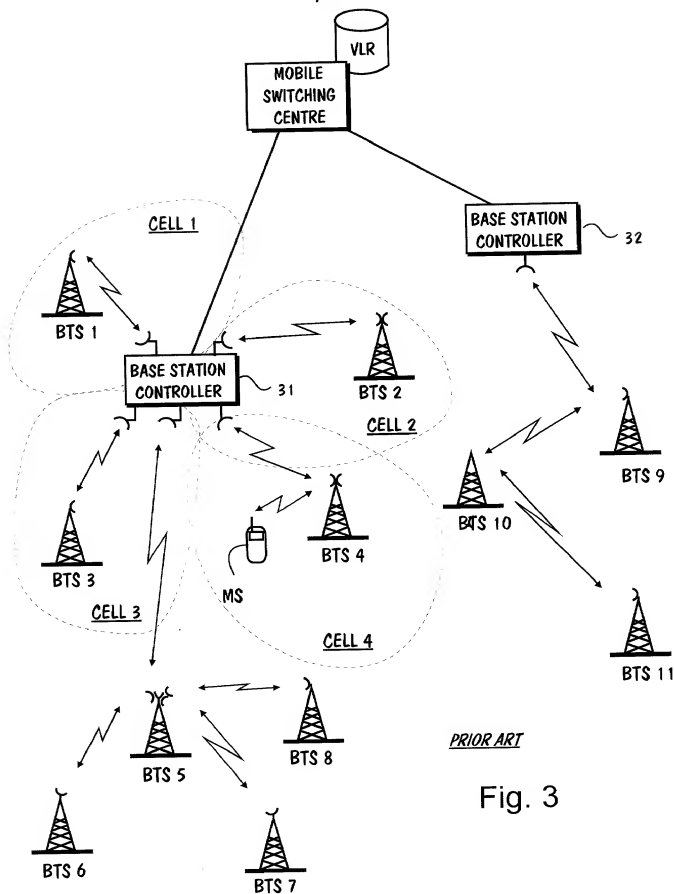 VLR
MOBILE
SWITCHING
CENTRE
CELL 1
BASE STATION
CONTROLLER
32
BTS 1
BASE STATION
CONTROLLER
31
BTS 2
CELL 2
BTS 9
BTS 10
BTS 3
BTS 4
MS
CELL 3
CELL 4
BTS 11
BTS 5
BTS 8
PRIOR ART
Fig. 3
BTS 6
BTS 7